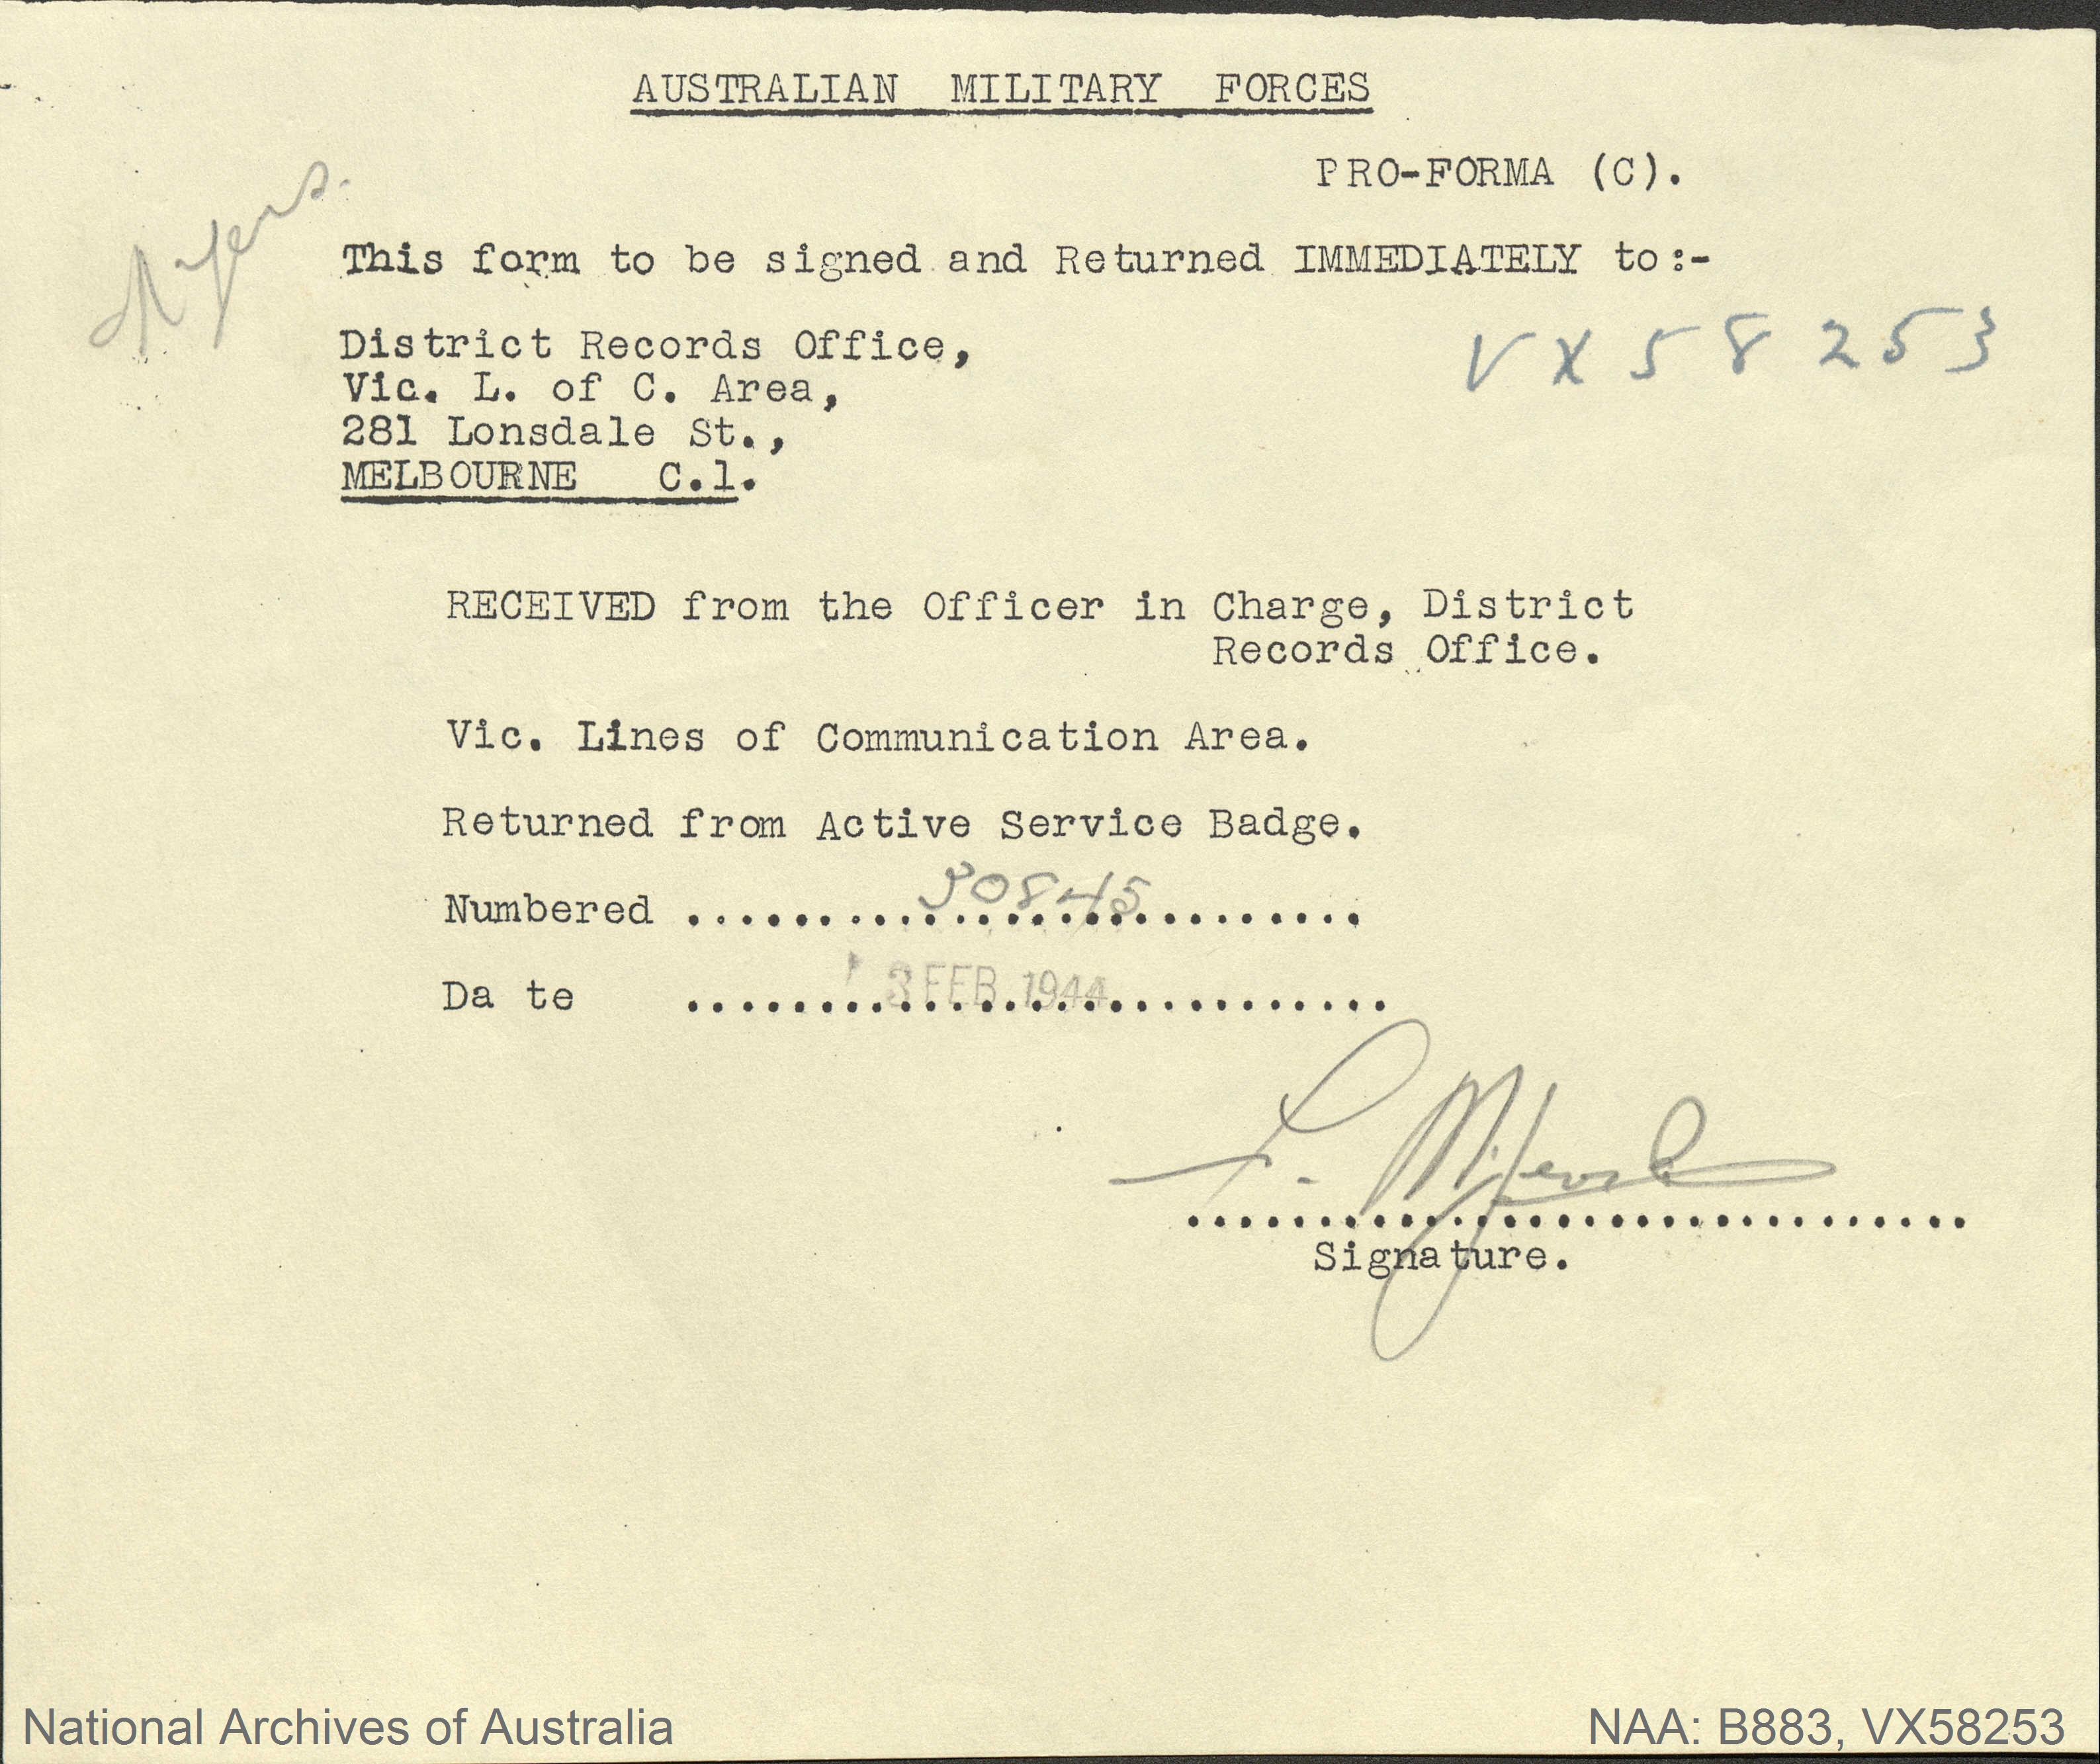 AUSTRALIAN MILITARY FORCES
PRO-FORMA (C).
This form to be signed and Returned IMMEDIATELY to:-
VX58253
District Records Office,
Vic. L. of C. Area,
281 Lonsdale St.,
MELBOURNE C.1.
RECEIVED from the Officer in Charge, District
Records Office.
Vic. Lines of Communication Area.
Returned from Active Service Badge.
Numbered ..........................
30845
Da te ...........................
3 FEB 1944
..............................
Signature.
National Archives of Australia
NAA: B883, VX58253